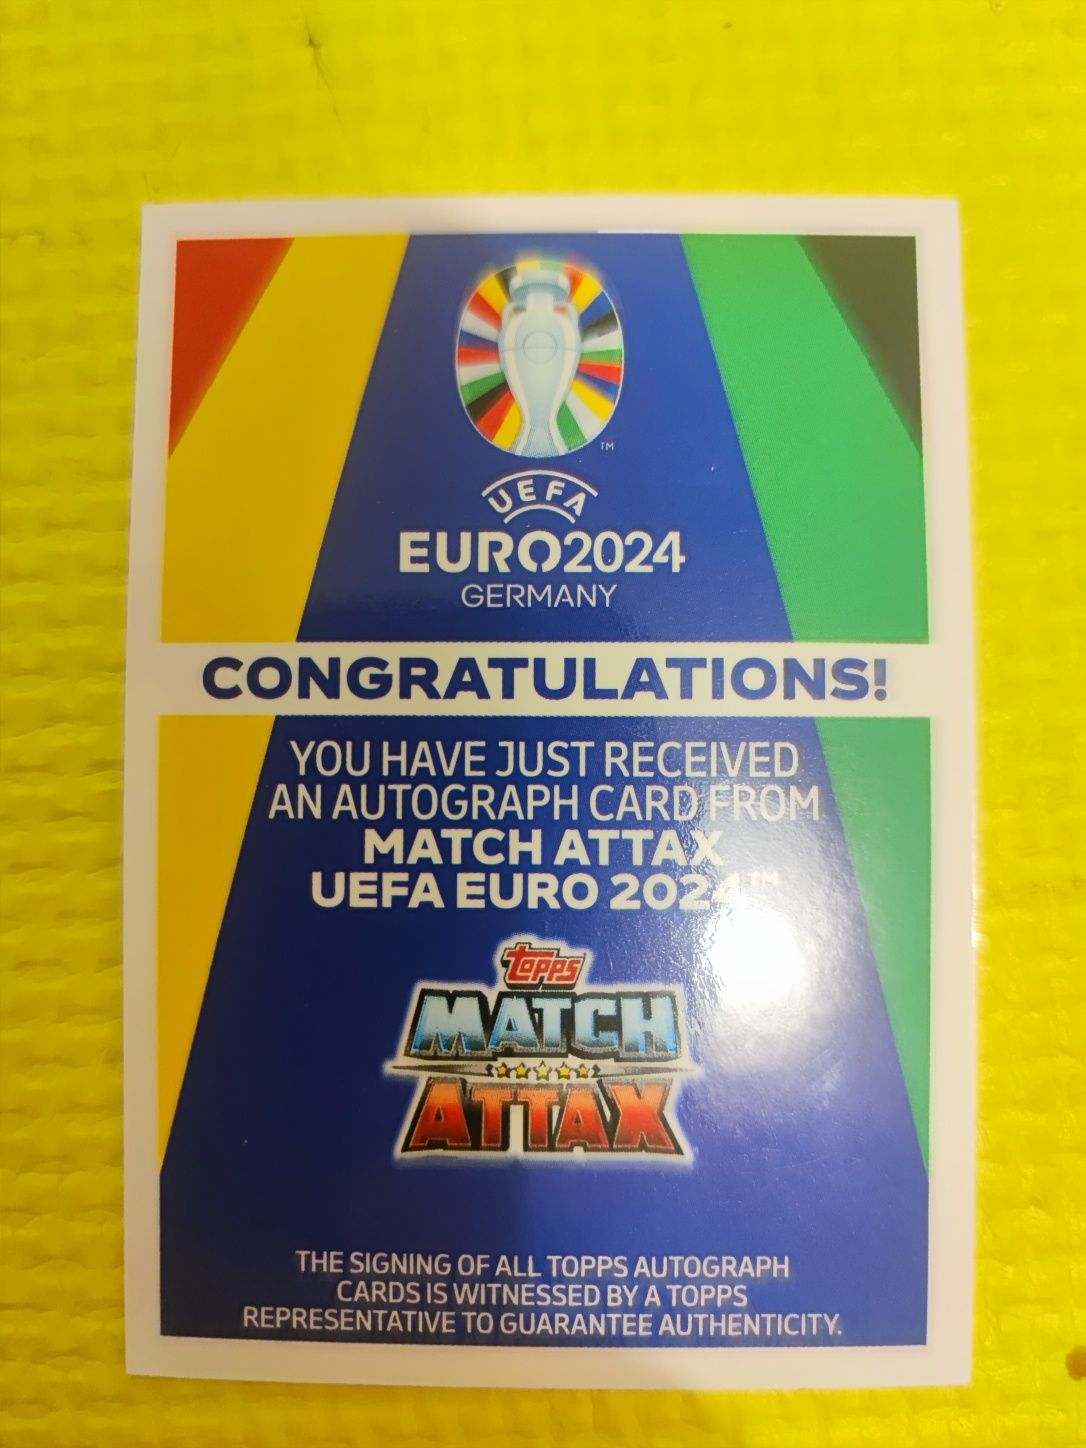 TM
UEFA
EURO2024
GERMANY
CONGRATULATIONS!
YOU HAVE JUST RECEIVED
AN AUTOGRAPH CARD FROM
MATCH ATTAX
UEFA EURO 2024™
topps
MATCH
ATTAX
THE SIGNING OF ALL TOPPS AUTOGRAPH
CARDS IS WITNESSED BY A TOPPS
REPRESENTATIVE TO GUARANTEE AUTHENTICITY.